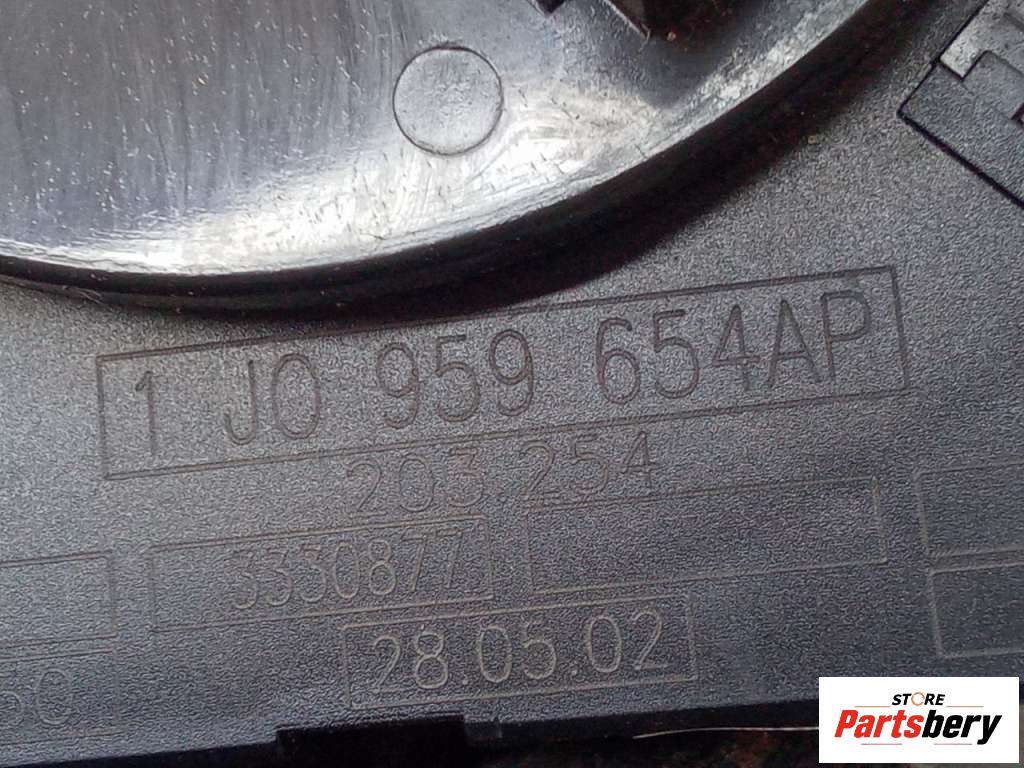 1 J0 959 654AP
203 254
3330877
28.05.02
STORE
Partsbery